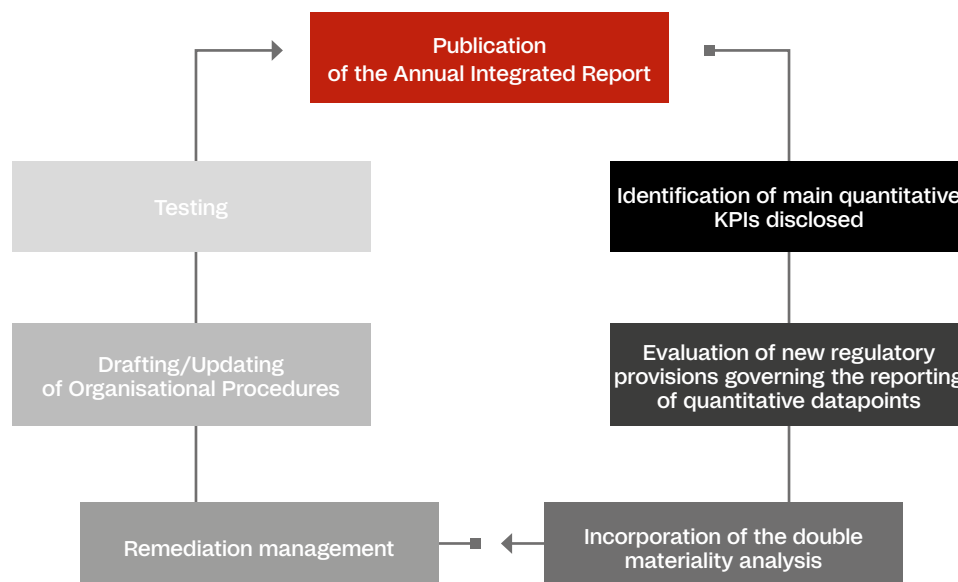 Publication
of the Annual Integrated Report
Testing
Identification of main quantitative
KPIs disclosed
Drafting/Updating
of Organisational Procedures
Evaluation of new regulatory
provisions governing the reporting
of quantitative datapoints
Remediation management
Incorporation of the double
materiality analysis